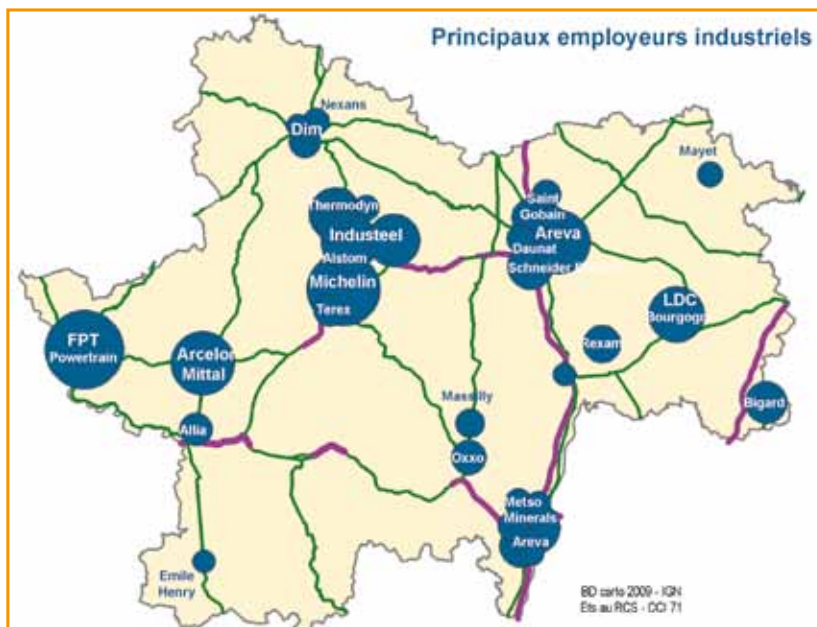 Principaux employeurs industriels
Nexans
Dim
Mayet
Thermodyn
Saint
Gobain
Industeel
Areva
Daunat
Alstom
Schneider
Michelin
Terex
LDC
Bourgogne
FPT
Powertrain
Rexam
Arcelor
Mittal
Massilly
Bigard
Allia
Oxxo
Metso
Minerals
Areva
Emile
Henry
BD carto 2009 - IGN
Ets au RCS - CCI 71